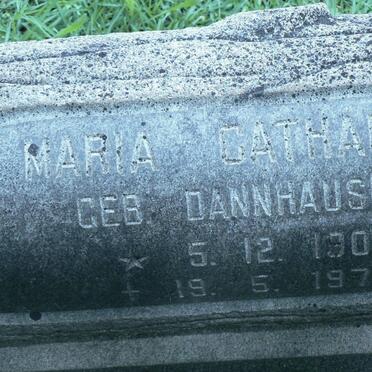 MARIA CATHA
GEB. DANNHAUS
* 5. 12. 190
+ 19. 5. 197